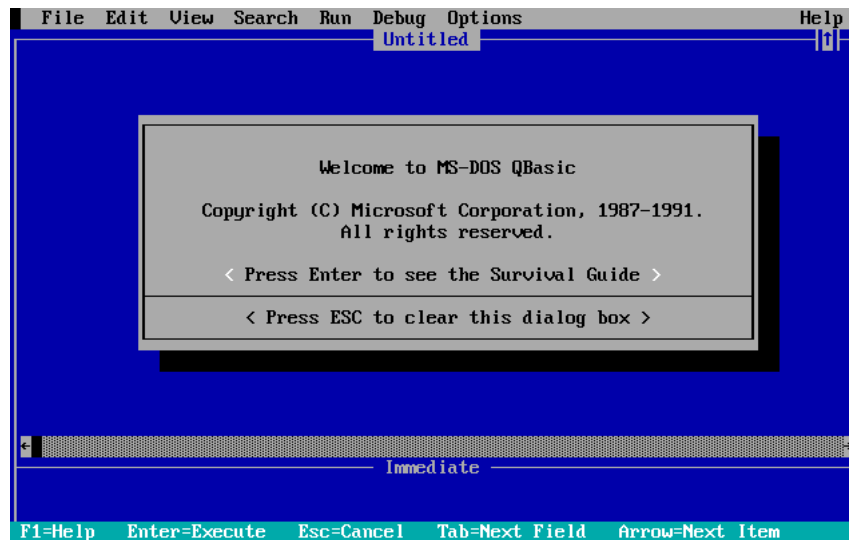 File Edit View Search Run Debug Options Help
Untitled
↑
Welcome to MS-DOS QBasic
Copyright (C) Microsoft Corporation, 1987-1991.
All rights reserved.
< Press Enter to see the Survival Guide >
< Press ESC to clear this dialog box >
←
Immediate
F1=Help Enter=Execute Esc=Cancel Tab=Next Field Arrow=Next Item